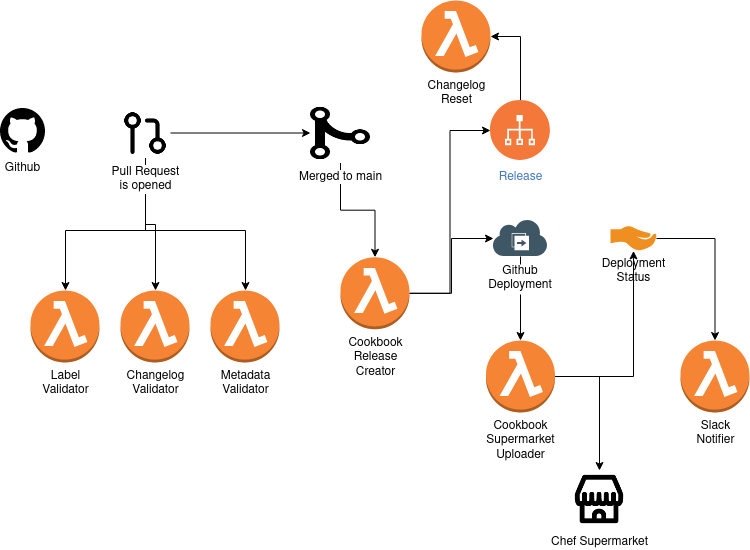 Changelog
Reset
Github
Pull Request
is opened
Merged to main
Release
Github
Deployment
Deployment
Status
Label
Validator
Changelog
Validator
Metadata
Validator
Cookbook
Release
Creator
Cookbook
Supermarket
Uploader
Slack
Notifier
Chef Supermarket